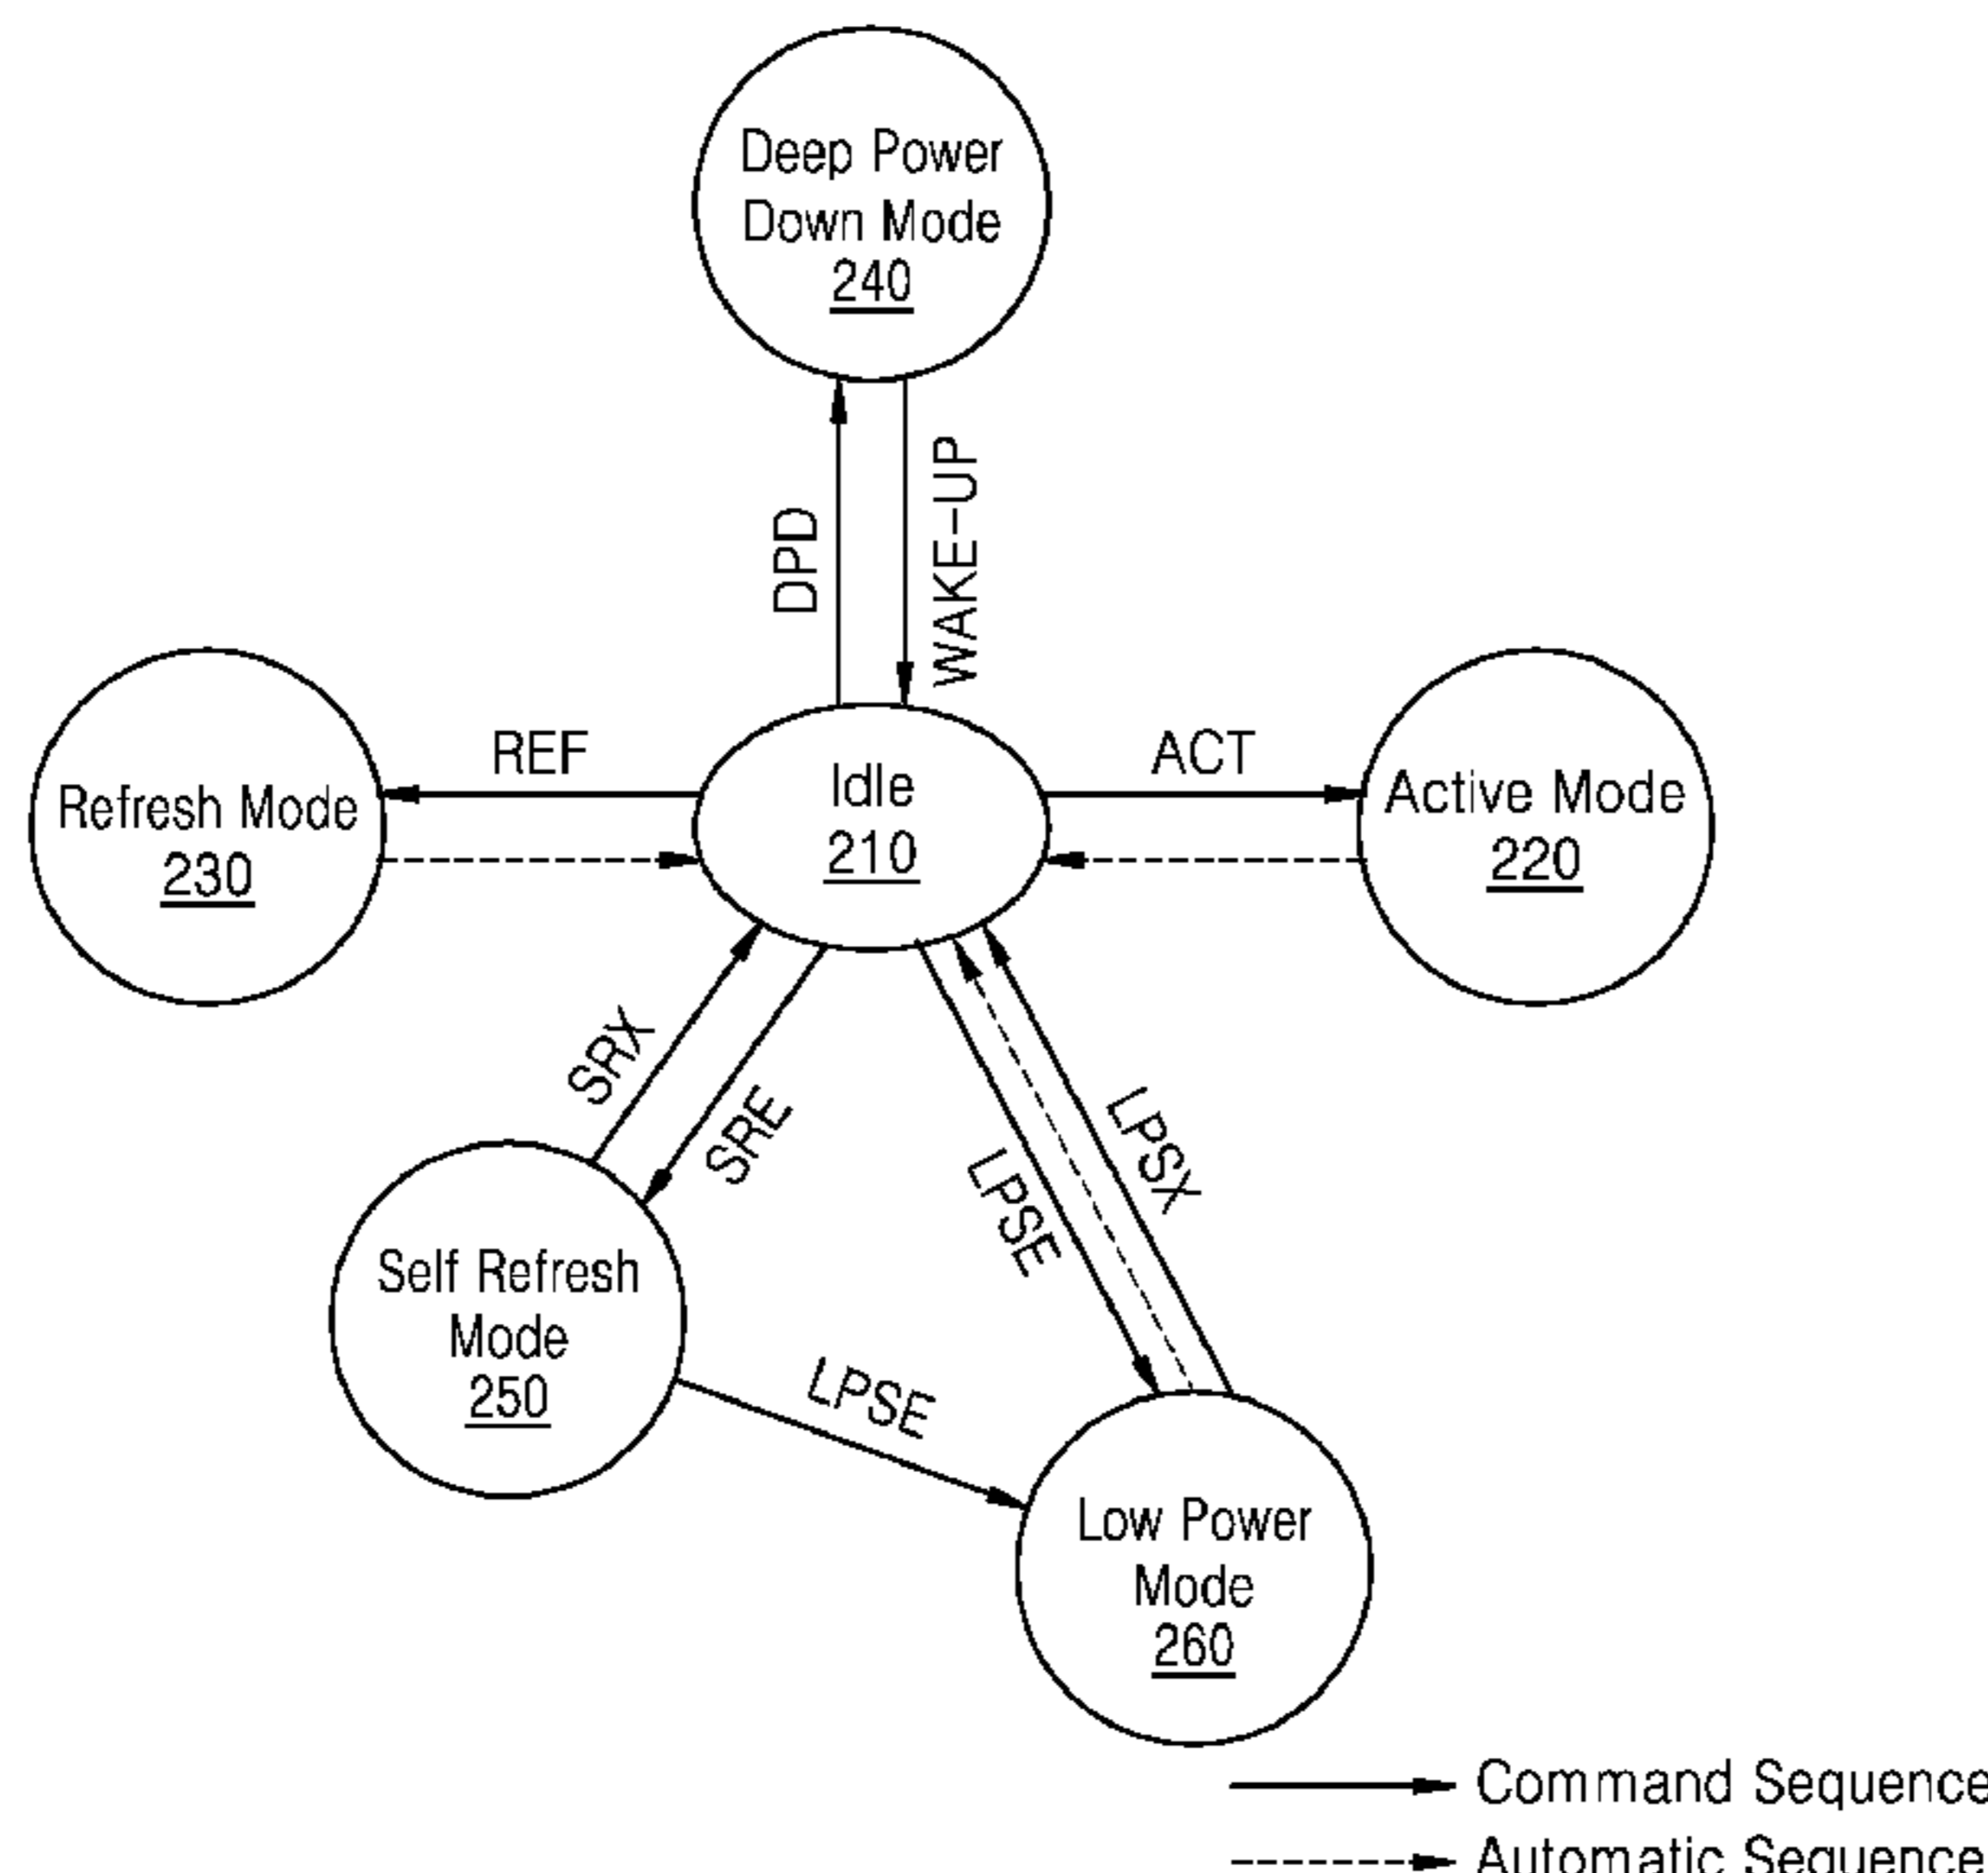 Deep Power
Down Mode
240
DPD
WAKE-UP
REF
ACT
Refresh Mode
230
Idle
210
Active Mode
220
SRX
SRE
LPSE
LPSX
Self Refresh
Mode
250
LPSE
Low Power
Mode
260
Command Sequence
Automatic Sequence